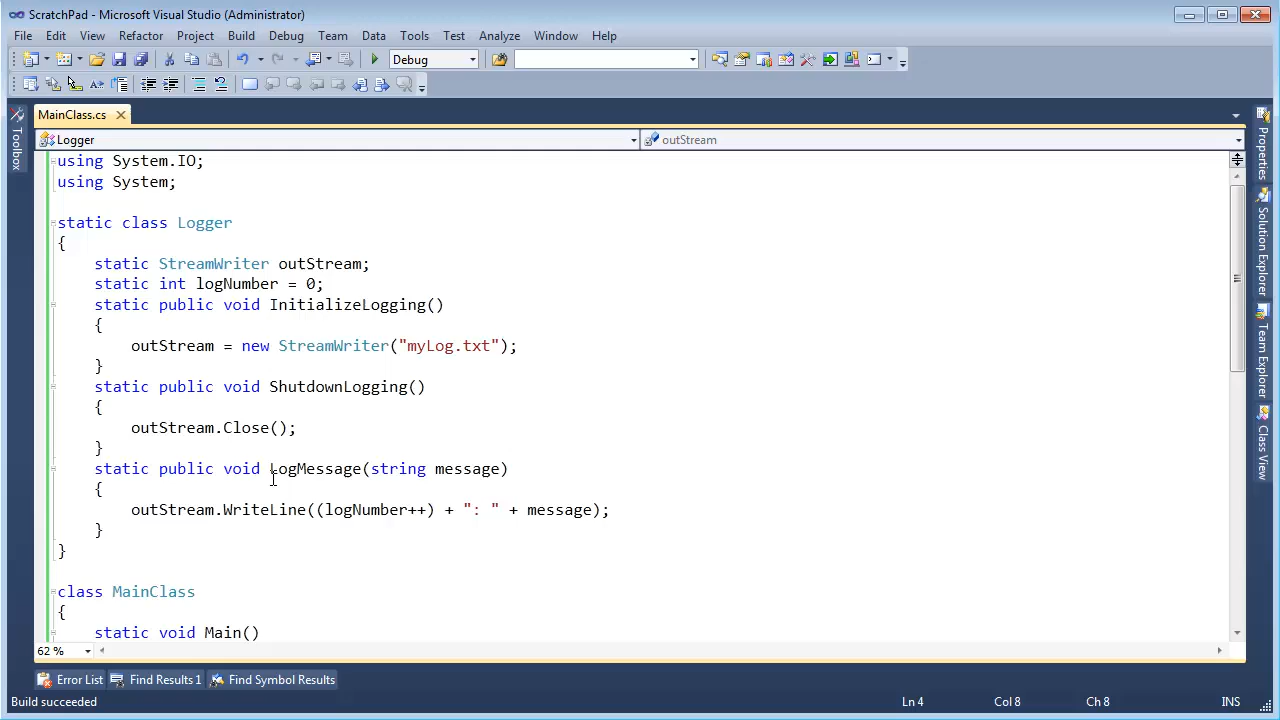 ScratchPad - Microsoft Visual Studio (Administrator)
File Edit View Refactor Project Build Debug Team Data Tools Test Analyze Window Help
Debug
MainClass.cs
Logger outStream
using System.IO;
using System;
static class Logger
{
static StreamWriter outStream;
static int logNumber = 0;
static public void InitializeLogging()
{
outStream = new StreamWriter("myLog.txt");
}
static public void ShutdownLogging()
{
outStream.Close();
}
static public void LogMessage(string message)
{
outStream.WriteLine((logNumber++) + ": " + message);
}
}
class MainClass
{
static void Main()
62 %
Toolbox
Properties
Solution Explorer
Team Explorer
Class View
Error List Find Results 1 Find Symbol Results
Build succeeded Ln 4 Col 8 Ch 8 INS